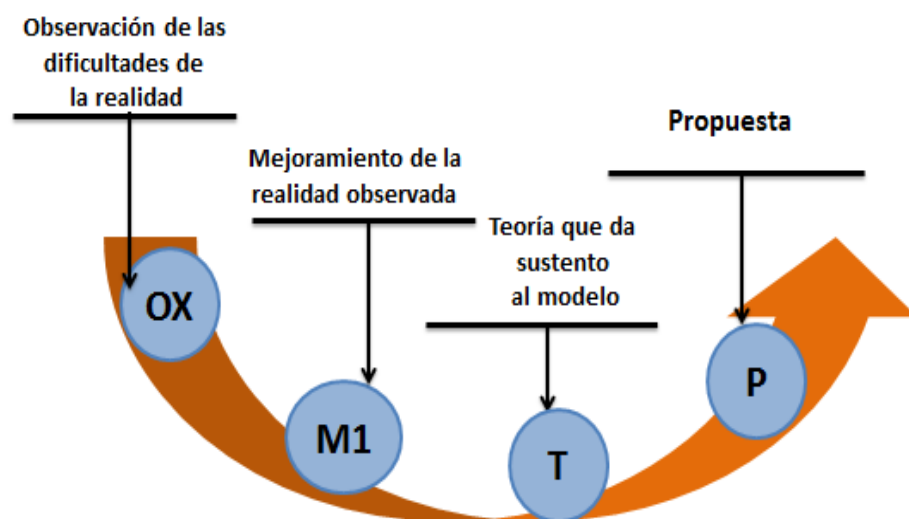 Observación de las
dificultades de
la realidad
Mejoramiento de la
realidad observada
Teoría que da
sustento
al modelo
Propuesta
OX
M1
T
P